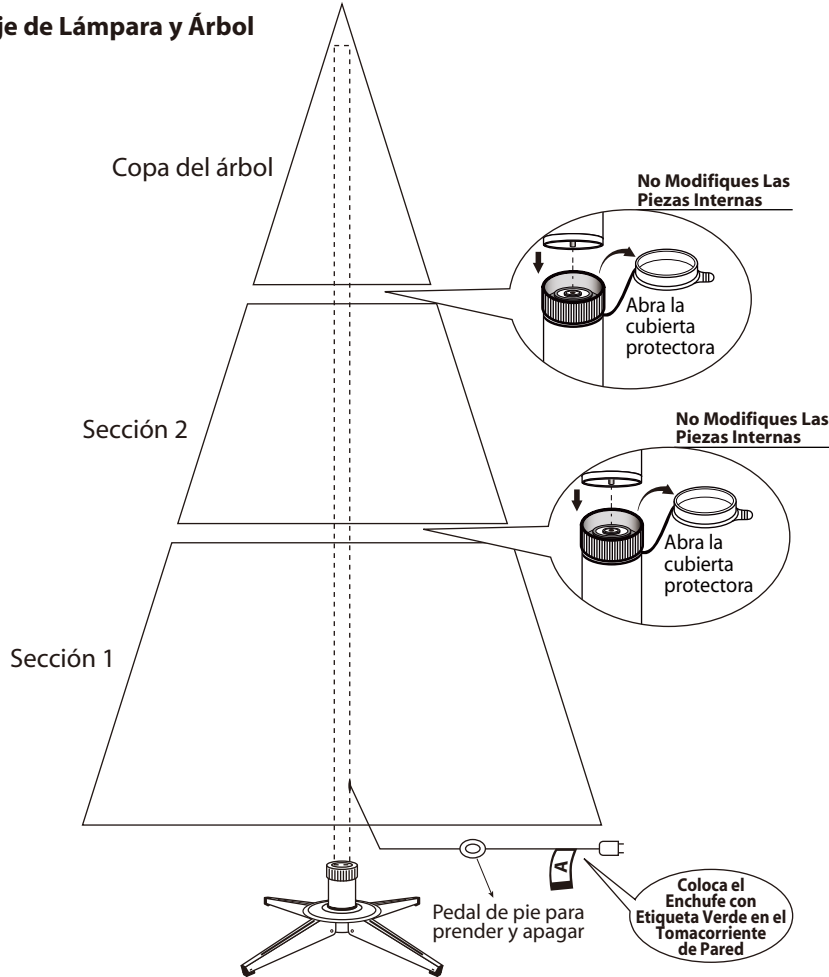 je de Lámpara y Árbol
Copa del árbol
No Modifiques Las
Piezas Internas
Abra la
cubierta
protectora
Sección 2
No Modifiques Las
Piezas Internas
Abra la
cubierta
protectora
Sección 1
A
Pedal de pie para
prender y apagar
Coloca el
Enchufe con
Etiqueta Verde en el
Tomacorriente
de Pared